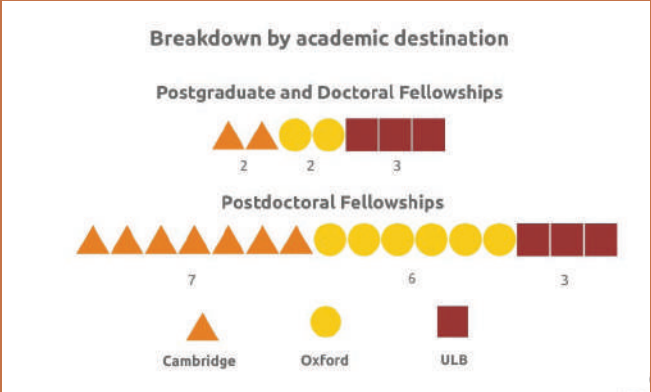 Breakdown by academic destination
Postgraduate and Doctoral Fellowships
2 2 3
Postdoctoral Fellowships
7 6 3
Cambridge Oxford ULB